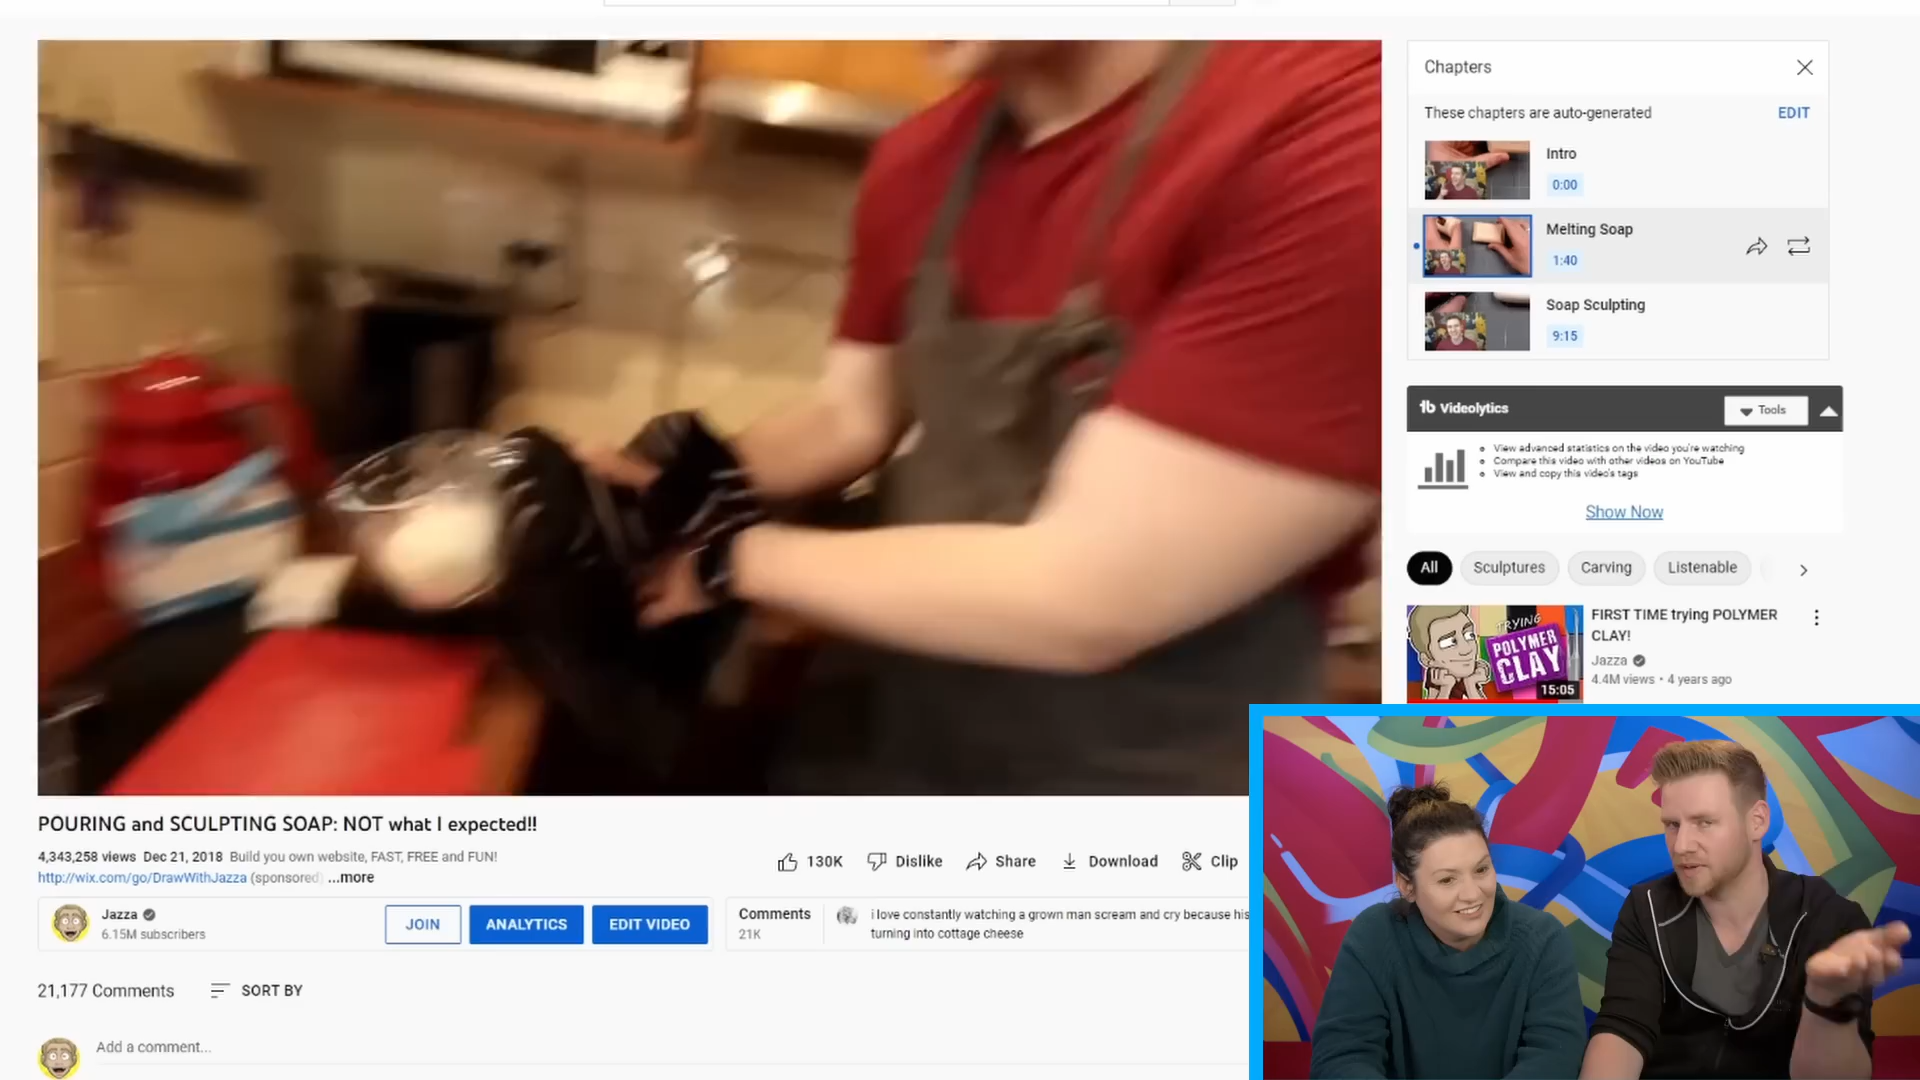 Chapters
These chapters are auto-generated
EDIT
Intro
0:00
Melting Soap
1:40
Soap Sculpting
9:15
Videolytics
Tools
View advanced statistics on the video you're watching
Compare this video with other videos on YouTube
View and copy this video's tags
Show Now
All
Sculptures
Carving
Listenable
TRYING
POLYMER
CLAY
15:05
FIRST TIME trying POLYMER
CLAY!
Jazza
4.4M views • 4 years ago
POURING and SCULPTING SOAP: NOT what I expected!!
4,343,258 views Dec 21, 2018 Build you own website, FAST, FREE and FUN!
http://wix.com/go/DrawWithJazza (sponsored) ...more
130K
Dislike
Share
Download
Clip
Jazza
6.15M subscribers
JOIN
ANALYTICS
EDIT VIDEO
Comments
21K
i love constantly watching a grown man scream and cry because his
turning into cottage cheese
21,177 Comments
SORT BY
Add a comment...